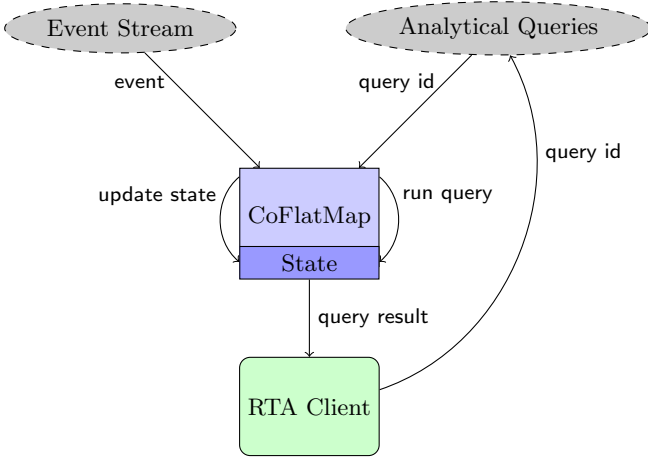 Event Stream
Analytical Queries
event
query id
query id
update state
run query
CoFlatMap
State
query result
RTA Client